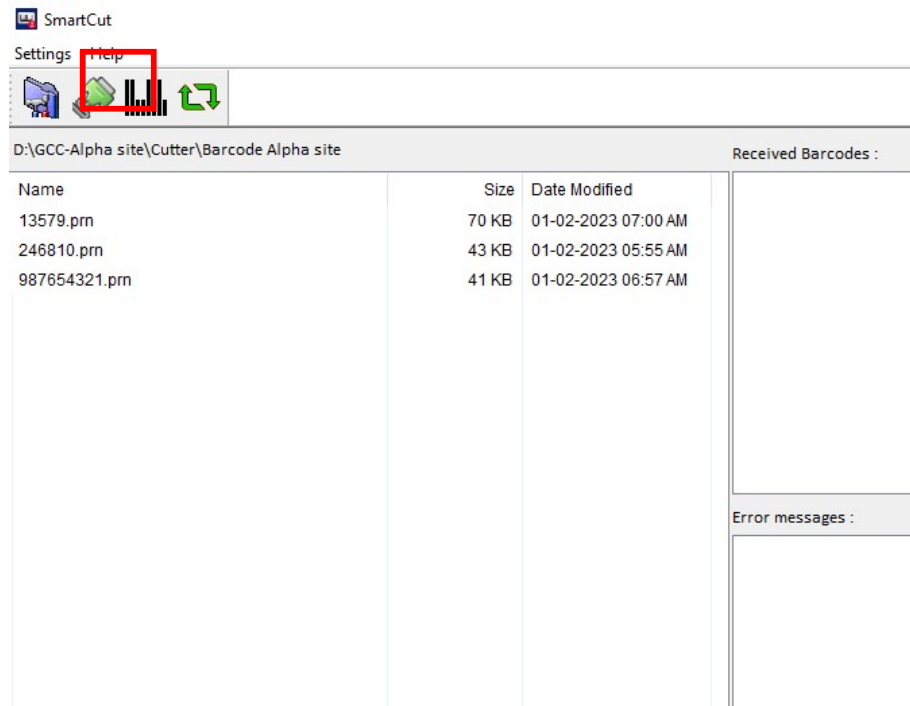 SmartCut
Settings Help
D:\GCC-Alpha site\Cutter\Barcode Alpha site
Received Barcodes :
Name Size Date Modified
13579.prn 70 KB 01-02-2023 07:00 AM
246810.prn 43 KB 01-02-2023 05:55 AM
987654321.prn 41 KB 01-02-2023 06:57 AM
Error messages :